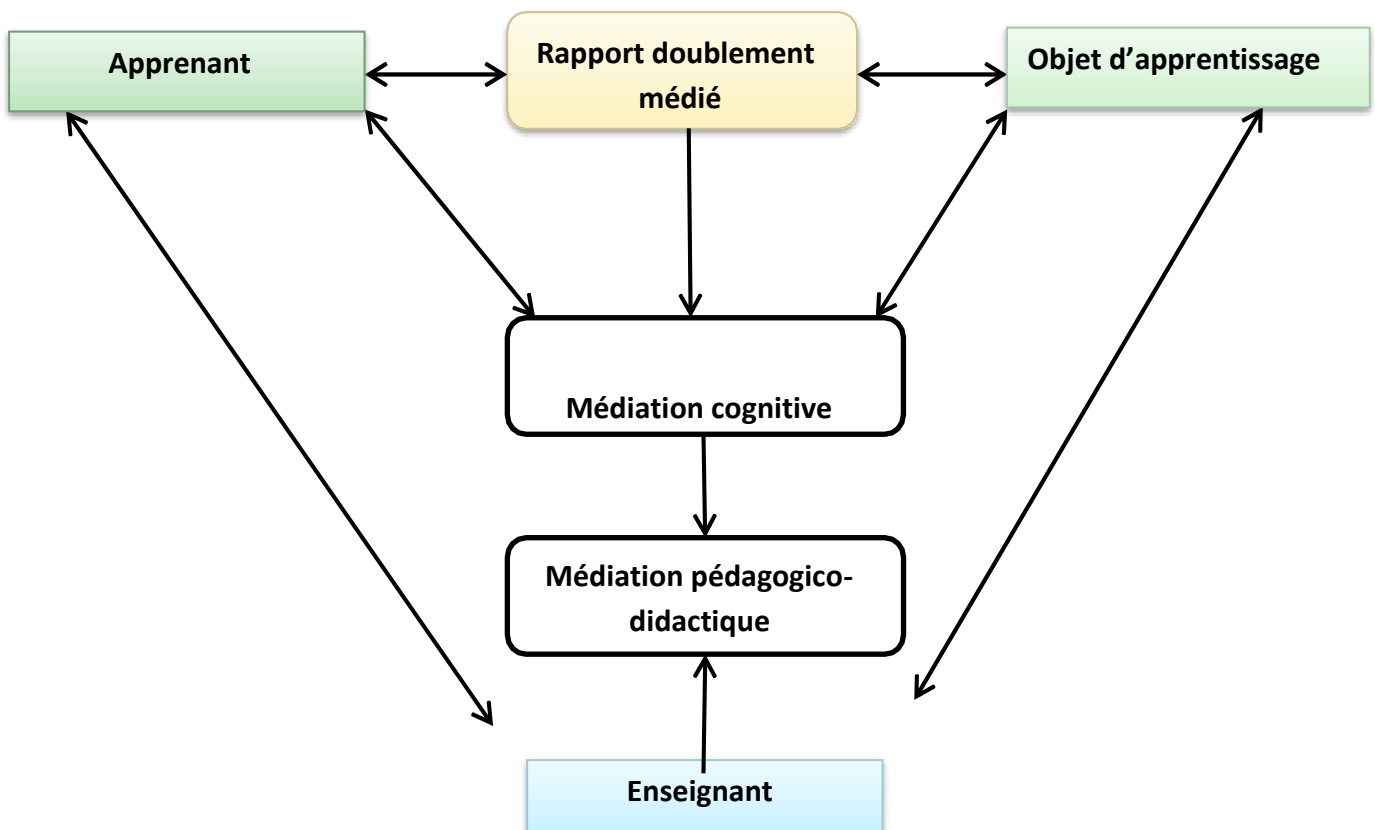 Apprenant
Rapport doublement
médié
Objet d’apprentissage
Médiation cognitive
Médiation pédagogico-
didactique
Enseignant